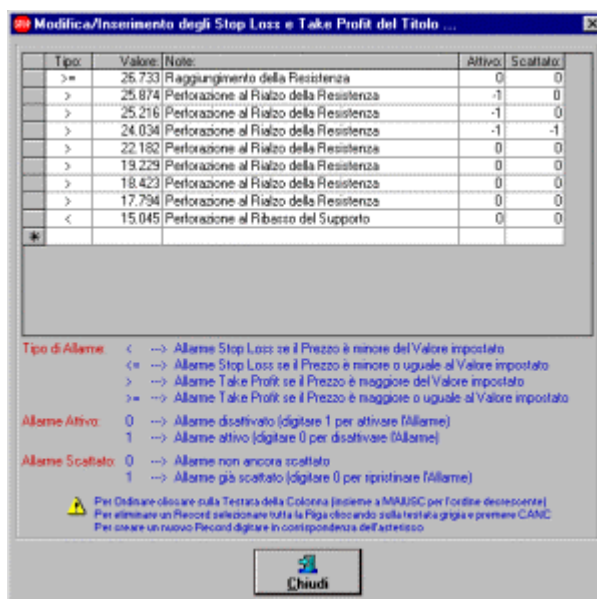 Modifica/Inserimento degli Stop Loss e Take Profit del Titolo ...
Tipo: Valore: Note: Attivo: Scattato:
>= 26.733 Raggiungimento della Resistenza 0 0
> 25.874 Perforazione al Rialzo della Resistenza -1 0
> 25.216 Perforazione al Rialzo della Resistenza -1 0
> 24.034 Perforazione al Rialzo della Resistenza -1 -1
> 22.182 Perforazione al Rialzo della Resistenza 0 0
> 19.229 Perforazione al Rialzo della Resistenza 0 0
> 18.423 Perforazione al Rialzo della Resistenza 0 0
> 17.794 Perforazione al Rialzo della Resistenza 0 0
< 15.045 Perforazione al Ribasso del Supporto 0 0
*
Tipo di Allarme: < ---> Allarme Stop Loss se il Prezzo è minore del Valore impostato
<= ---> Allarme Stop Loss se il Prezzo è minore o uguale al Valore impostato
> ---> Allarme Take Profit se il Prezzo è maggiore del Valore impostato
>= ---> Allarme Take Profit se il Prezzo è maggiore o uguale al Valore impostato
Allarme Attivo: 0 ---> Allarme disattivato (digitare 1 per attivare l'Allarme)
1 ---> Allarme attivo (digitare 0 per disattivare l'Allarme)
Allarme Scattato: 0 ---> Allarme non ancora scattato
1 ---> Allarme già scattato (digitare 0 per ripristinare l'Allarme)
Per Ordinare cliccare sulla Testata della Colonna (insieme a MAIUSC per l'ordine decrescente)
Per eliminare un Record selezionare tutta la Riga cliccando sulla testata grigia e premere CANC
Per creare un nuovo Record digitare in corrispondenza dell'asterisco
Chiudi